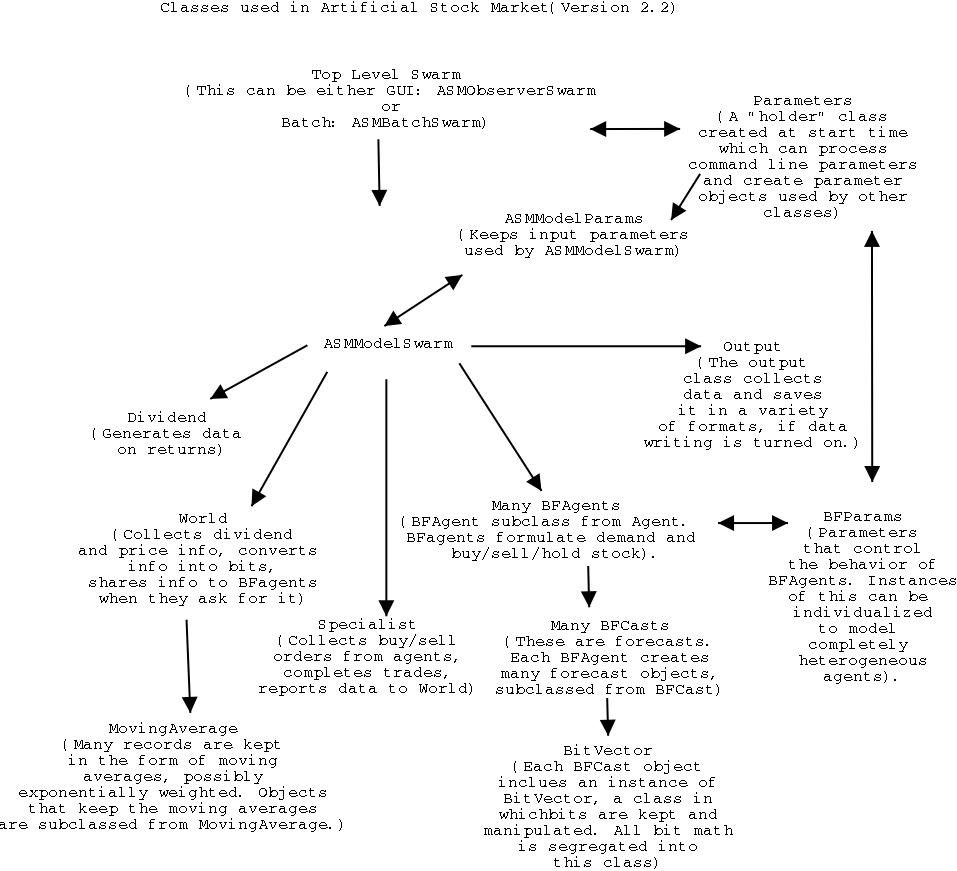 Classes used in Artificial Stock Market(Version 2.2)
Top Level Swarm
(This can be either GUI: ASMObserverSwarm
or
Batch: ASMBatchSwarm)
Parameters
(A "holder" class
created at start time
which can process
command line parameters
and create parameter
objects used by other
classes)
ASMModelParams
(Keeps input parameters
used by ASMModelSwarm)
ASMModelSwarm
Output
(The output
class collects
data and saves
it in a variety
of formats, if data
writing is turned on.)
Dividend
(Generates data
on returns)
World
(Collects dividend
and price info, converts
info into bits,
shares info to BFagents
when they ask for it)
Many BFAgents
(BFAgent subclass from Agent.
BFagents formulate demand and
buy/sell/hold stock).
BFParams
(Parameters
that control
the behavior of
BFAgents. Instances
of this can be
individualized
to model
completely
heterogeneous
agents).
Specialist
(Collects buy/sell
orders from agents,
completes trades,
reports data to World)
Many BFCasts
(These are forecasts.
Each BFAgent creates
many forecast objects,
subclassed from BFCast)
MovingAverage
(Many records are kept
in the form of moving
averages, possibly
exponentially weighted. Objects
that keep the moving averages
are subclassed from MovingAverage.)
BitVector
(Each BFCast object
inclues an instance of
BitVector, a class in
whichbits are kept and
manipulated. All bit math
is segregated into
this class)